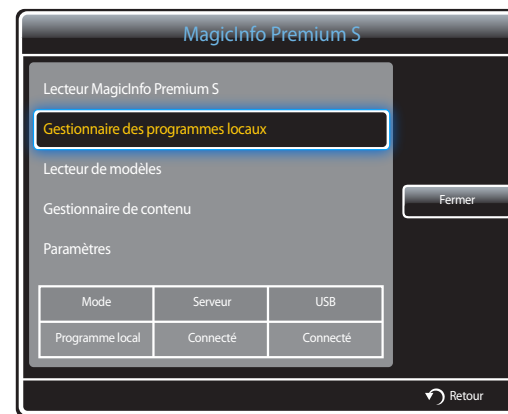 MagicInfo Premium S
Lecteur MagicInfo Premium S
Gestionnaire des programmes locaux
Lecteur de modèles
Gestionnaire de contenu
Paramètres
Fermer
Mode Serveur USB
Programme local Connecté Connecté
Retour